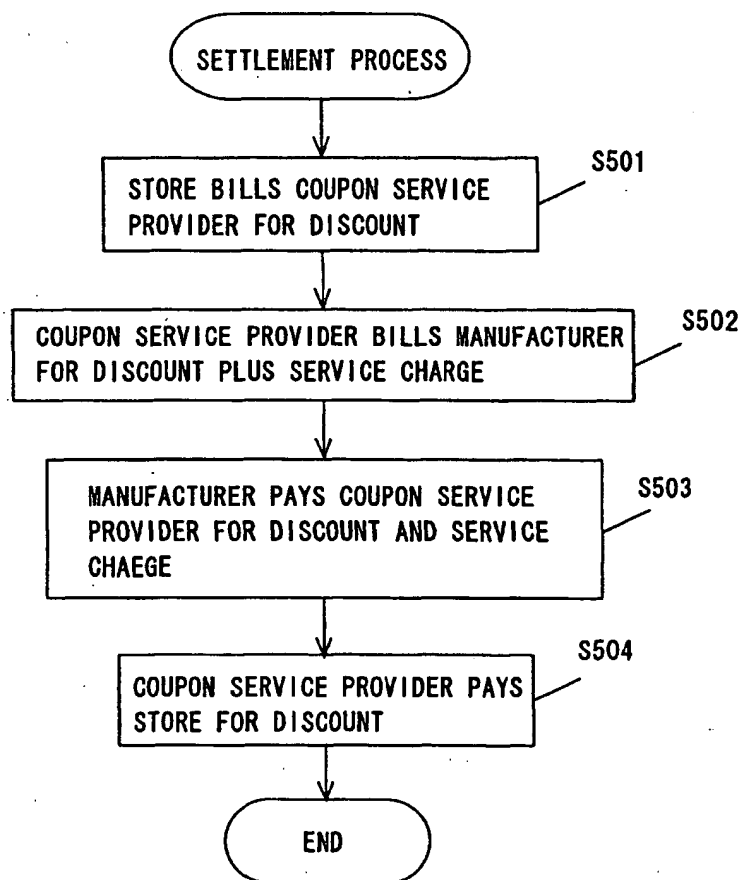 SETTLEMENT PROCESS
S501
STORE BILLS COUPON SERVICE
PROVIDER FOR DISCOUNT
S502
COUPON SERVICE PROVIDER BILLS MANUFACTURER
FOR DISCOUNT PLUS SERVICE CHARGE
S503
MANUFACTURER PAYS COUPON SERVICE
PROVIDER FOR DISCOUNT AND SERVICE
CHAEGE
S504
COUPON SERVICE PROVIDER PAYS
STORE FOR DISCOUNT
END